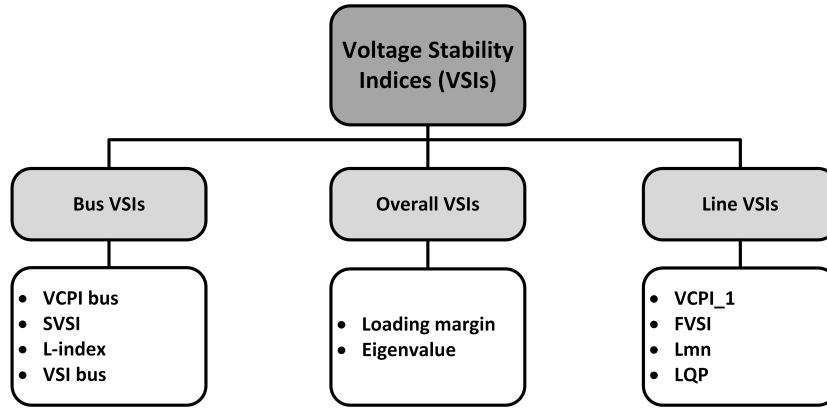 Voltage Stability
Indices (VSIs)
Bus VSIs
Overall VSIs
Line VSIs
• VCPI bus
• SVSI
• L-index
• VSI bus
• Loading margin
• Eigenvalue
• VCPI_1
• FVSI
• Lmn
• LQP